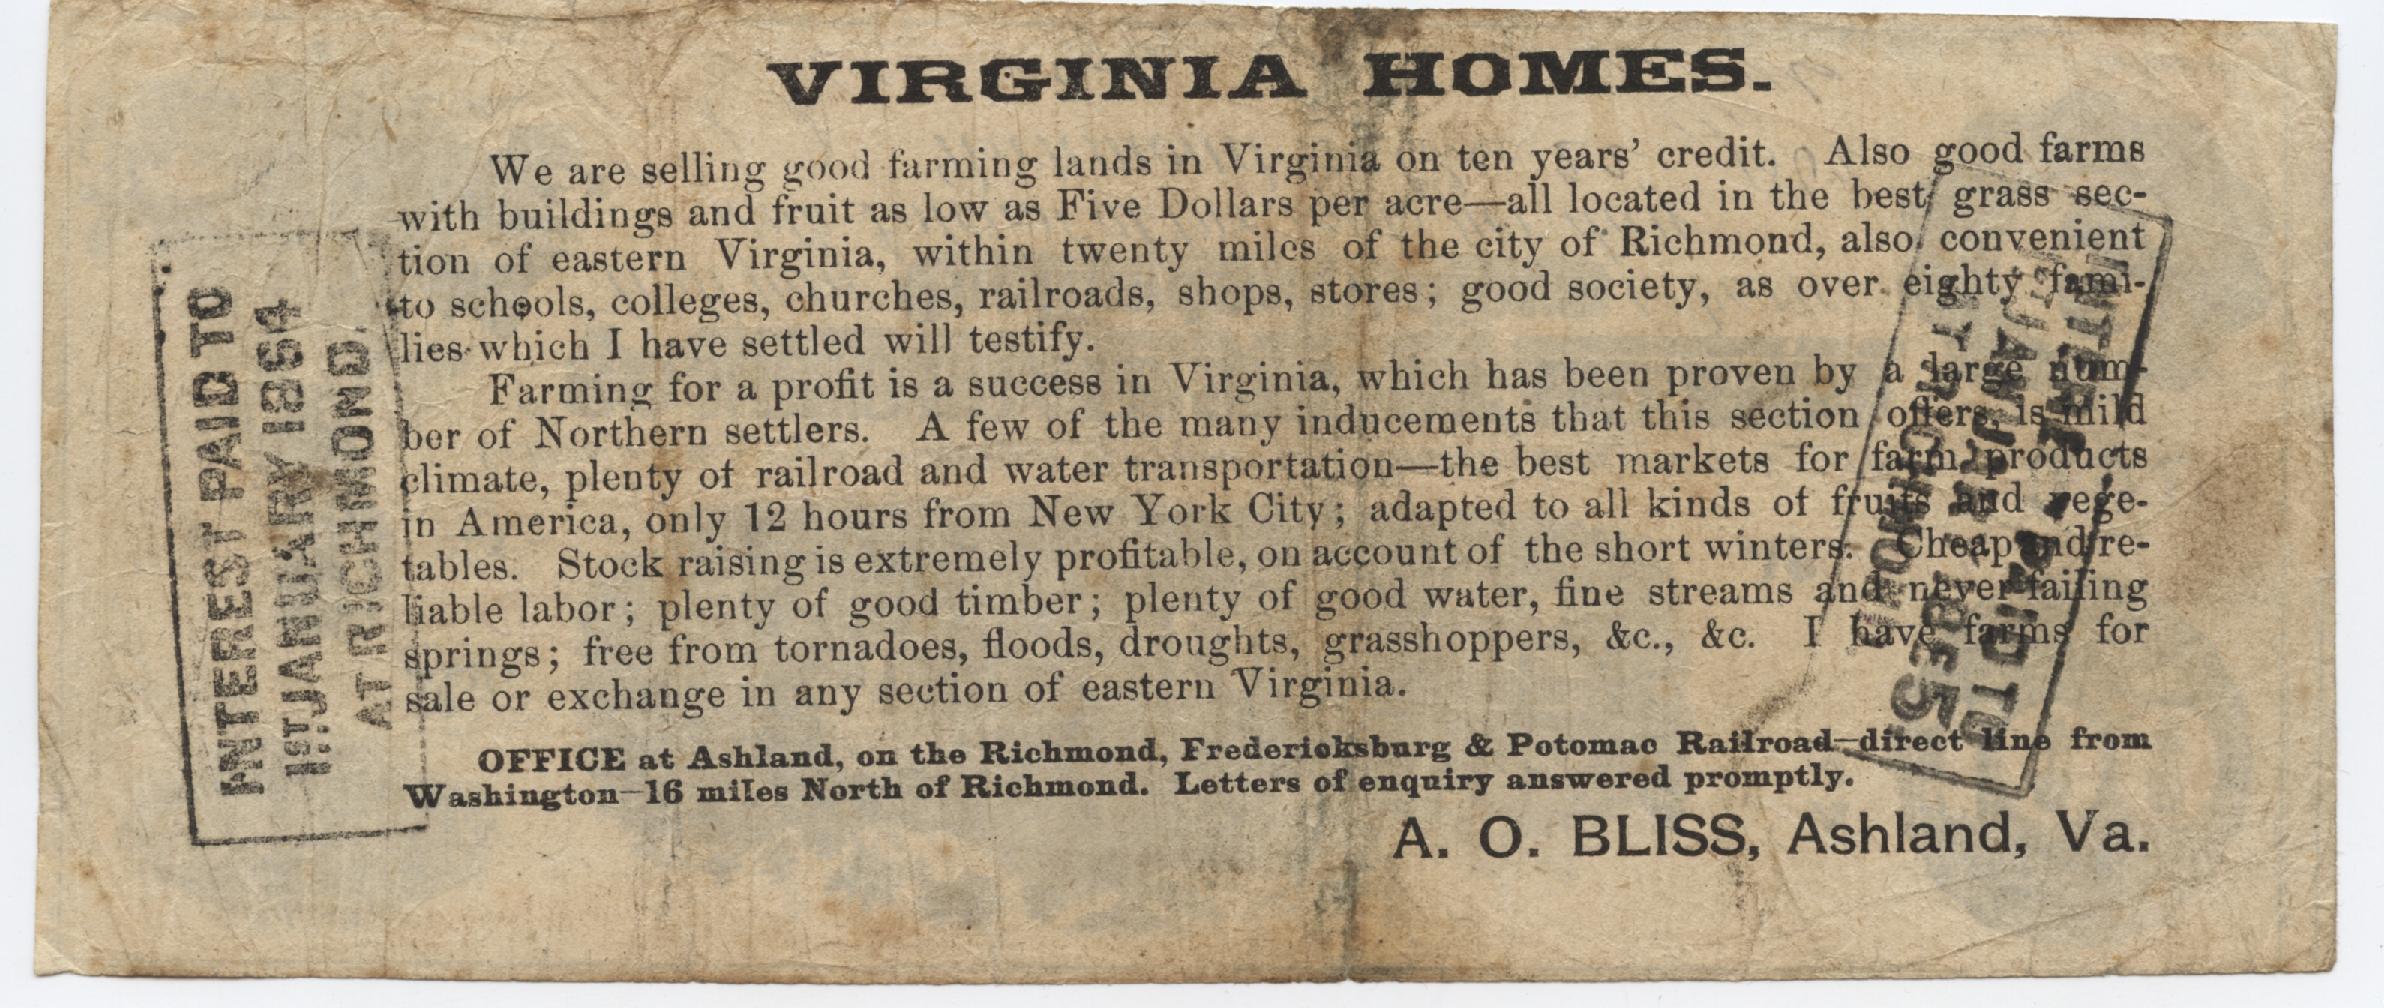 VIRGINIA HOMES.
We are selling good farming lands in Virginia on ten years' credit. Also good farms
with buildings and fruit as low as Five Dollars per acre—all located in the best grass sec-
tion of eastern Virginia, within twenty miles of the city of Richmond, also convenient
to schools, colleges, churches, railroads, shops, stores; good society, as over eighty fami-
lies which I have settled will testify.
Farming for a profit is a success in Virginia, which has been proven by a large num-
ber of Northern settlers. A few of the many inducements that this section offers, is mild
climate, plenty of railroad and water transportation—the best markets for farm products
in America, only 12 hours from New York City; adapted to all kinds of fruits and vege-
tables. Stock raising is extremely profitable, on account of the short winters. Cheap and re-
liable labor; plenty of good timber; plenty of good water, fine streams and never-failing
springs; free from tornadoes, floods, droughts, grasshoppers, &c., &c. I have farms for
sale or exchange in any section of eastern Virginia.
OFFICE at Ashland, on the Richmond, Fredericksburg & Potomac Railroad—direct line from
Washington—16 miles North of Richmond. Letters of enquiry answered promptly.
A. O. BLISS, Ashland, Va.
INTEREST PAID TO
1ST JANUARY 1864
AT RICHMOND.
INTEREST PAID TO
1ST JANUARY 1865
AT RICHMOND